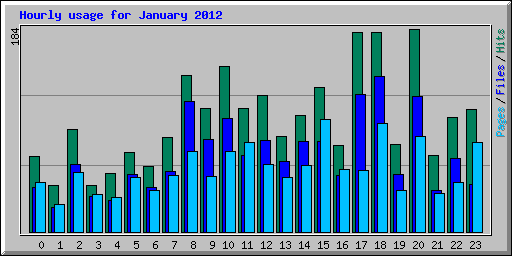 Hourly usage for January 2012
184
Pages/Files/Hits
0 1 2 3 4 5 6 7 8 9 10 11 12 13 14 15 16 17 18 19 20 21 22 23